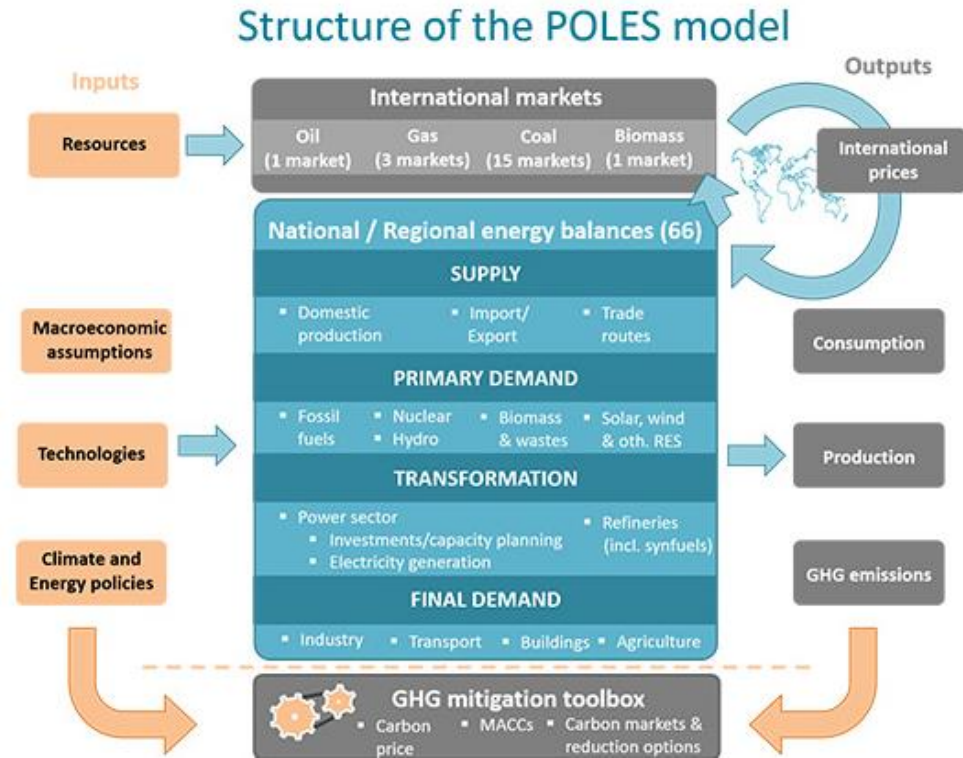 Structure of the POLES model
Inputs
Outputs
International markets
Oil
(1 market)
Gas
(3 markets)
Coal
(15 markets)
Biomass
(1 market)
Resources
International
prices
National / Regional energy balances (66)
SUPPLY
▪ Domestic
production
▪ Import/
Export
▪ Trade
routes
Macroeconomic
assumptions
Consumption
PRIMARY DEMAND
▪ Fossil
fuels
▪ Nuclear
▪ Hydro
▪ Biomass
& wastes
▪ Solar, wind
& oth. RES
Technologies
Production
TRANSFORMATION
▪ Power sector
▪ Investments/capacity planning
▪ Electricity generation
▪ Refineries
(incl. synfuels)
Climate and
Energy policies
GHG emissions
FINAL DEMAND
▪ Industry
▪ Transport
▪ Buildings
▪ Agriculture
GHG mitigation toolbox
▪ Carbon
price
▪ MACCs
▪ Carbon markets &
reduction options